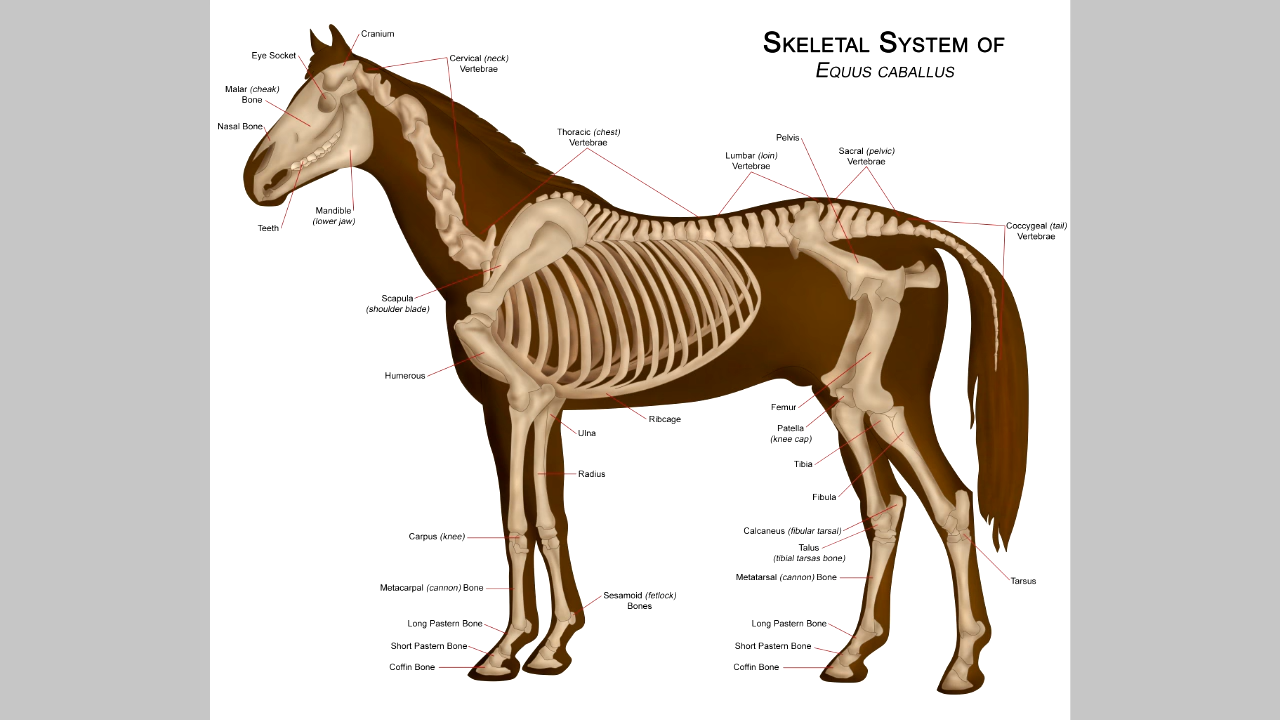 SKELETAL SYSTEM OF
EQUUS CABALLUS
Cranium
Eye Socket
Cervical (neck)
Vertebrae
Malar (cheak)
Bone
Nasal Bone
Thoracic (chest)
Vertebrae
Pelvis
Lumbar (loin)
Vertebrae
Sacral (pelvic)
Vertebrae
Mandible
(lower jaw)
Teeth
Coccygeal (tail)
Vertebrae
Scapula
(shoulder blade)
Humerous
Ribcage
Ulna
Radius
Femur
Patella
(knee cap)
Tibia
Fibula
Carpus (knee)
Calcaneus (fibular tarsal)
Talus
(tibial tarsas bone)
Metatarsal (cannon) Bone
Tarsus
Metacarpal (cannon) Bone
Sesamoid (fetlock)
Bones
Long Pastern Bone
Short Pastern Bone
Coffin Bone
Long Pastern Bone
Short Pastern Bone
Coffin Bone